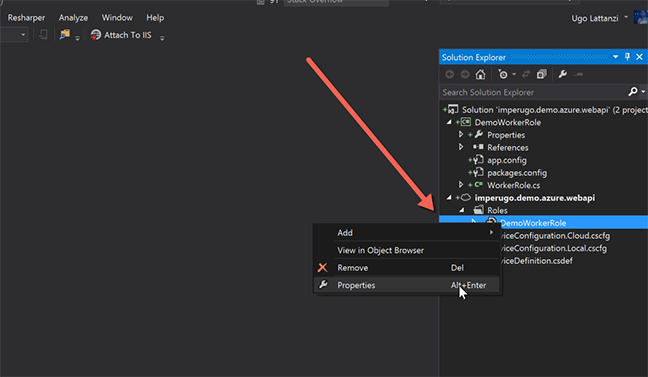 91 Stack Overflow
Resharper Analyze Window Help
Ugo Lattanzi
Attach To IIS
Solution Explorer
Search Solution Explorer
Solution 'imperugo.demo.azure.webapi' (2 project
DemoWorkerRole
Properties
References
app.config
packages.config
WorkerRole.cs
imperugo.demo.azure.webapi
Roles
DemoWorkerRole
viceConfiguration.Cloud.cscfg
viceConfiguration.Local.cscfg
viceDefinition.csdef
Add
View in Object Browser
Remove Del
Properties Alt+Enter